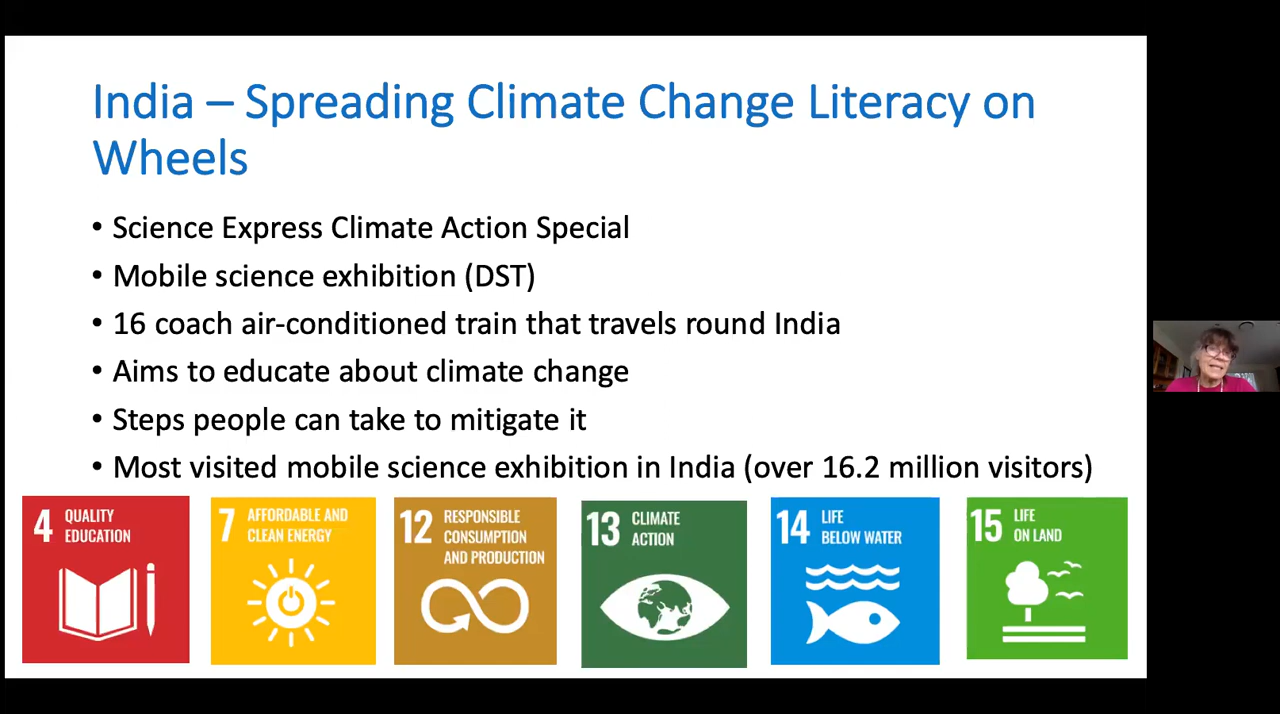 India – Spreading Climate Change Literacy on
Wheels
• Science Express Climate Action Special
• Mobile science exhibition (DST)
• 16 coach air-conditioned train that travels round India
• Aims to educate about climate change
• Steps people can take to mitigate it
• Most visited mobile science exhibition in India (over 16.2 million visitors)
4 QUALITY
EDUCATION
7 AFFORDABLE AND
CLEAN ENERGY
12 RESPONSIBLE
CONSUMPTION
AND PRODUCTION
13 CLIMATE
ACTION
14 LIFE
BELOW WATER
15 LIFE
ON LAND